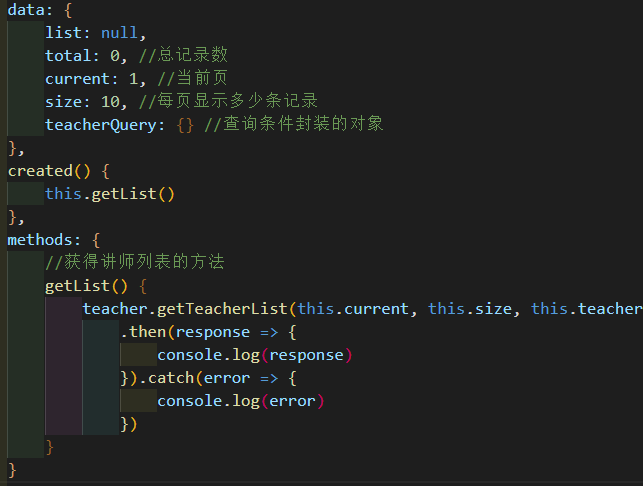 data: {
list: null,
total: 0, //总记录数
current: 1, //当前页
size: 10, //每页显示多少条记录
teacherQuery: {} //查询条件封装的对象
},
created() {
this.getList()
},
methods: {
//获得讲师列表的方法
getList() {
teacher.getTeacherList(this.current, this.size, this.teacher
.then(response => {
console.log(response)
}).catch(error => {
console.log(error)
})
}
}